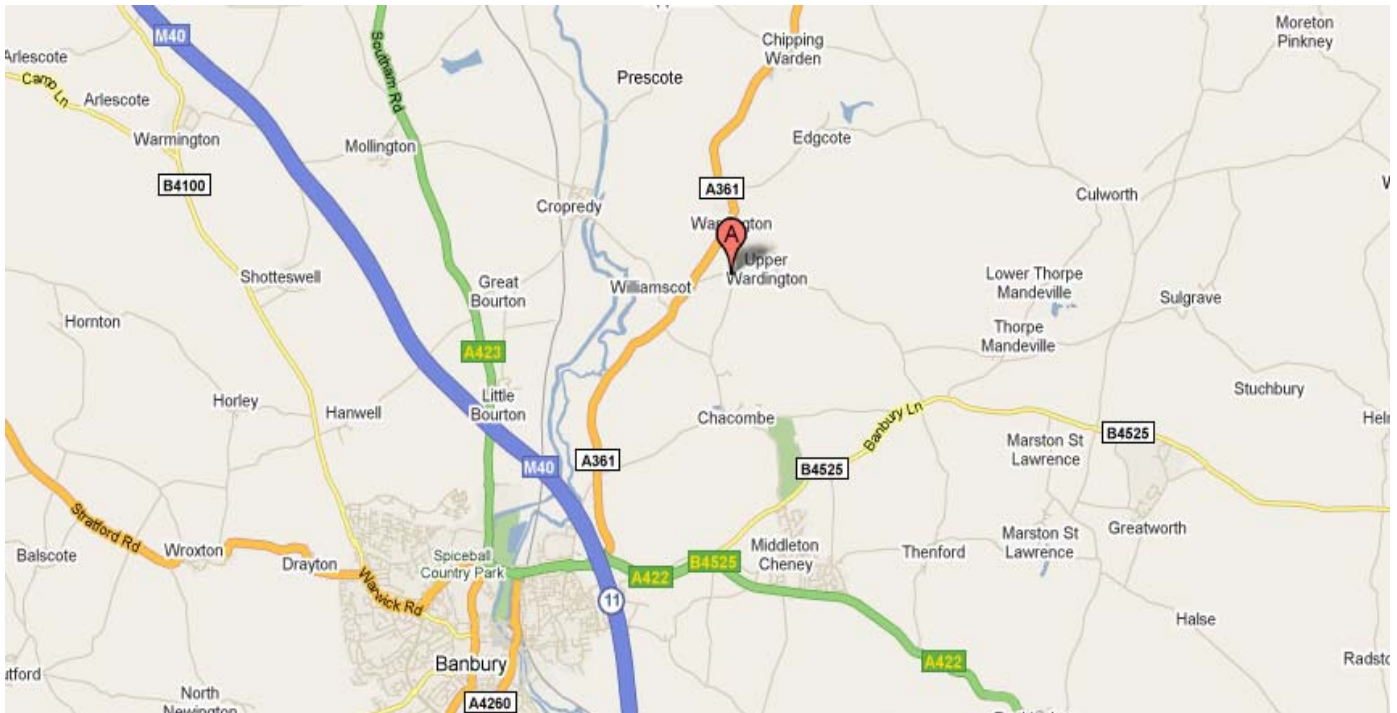 Moreton
Pinkney
M40
Chipping
Warden
Arlescote
Southam Rd
Prescote
Camp Ln
Arlescote
Warmington
Mollington
Edgcote
B4100
A361
Culworth
Cropredy
A
Upper
Wardington
Shotteswell
Great
Bourton
Williamscot
Lower Thorpe
Mandeville
Sulgrave
Hornton
Thorpe
Mandeville
A423
Little
Bourton
Horley
Hanwell
Stuchbury
Chacombe
Banbury Ln
B4525
Marston St
Lawrence
A361
M40
B4525
Stratford Rd
Greatworth
Balscote
Wroxton
Drayton
Spiceball
Country Park
Middleton
Cheney
Thenford
Marston St
Lawrence
B4525
A422
Warwick Rd
11
Halse
Banbury
A422
North
Newington
A4260